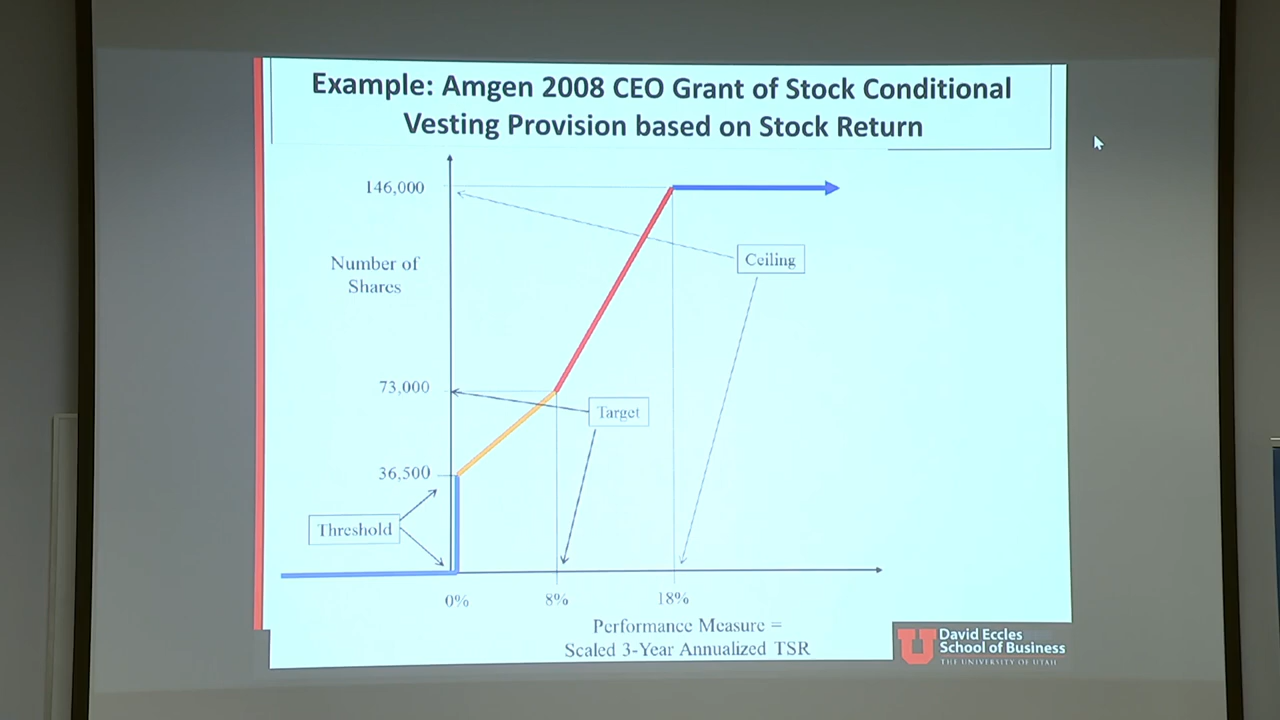 Example: Amgen 2008 CEO Grant of Stock Conditional
Vesting Provision based on Stock Return
146,000
Number of
Shares
Ceiling
73,000
Target
36,500
Threshold
0%
8%
18%
Performance Measure =
Scaled 3-Year Annualized TSR
U
David Eccles
School of Business
THE UNIVERSITY OF UTAH